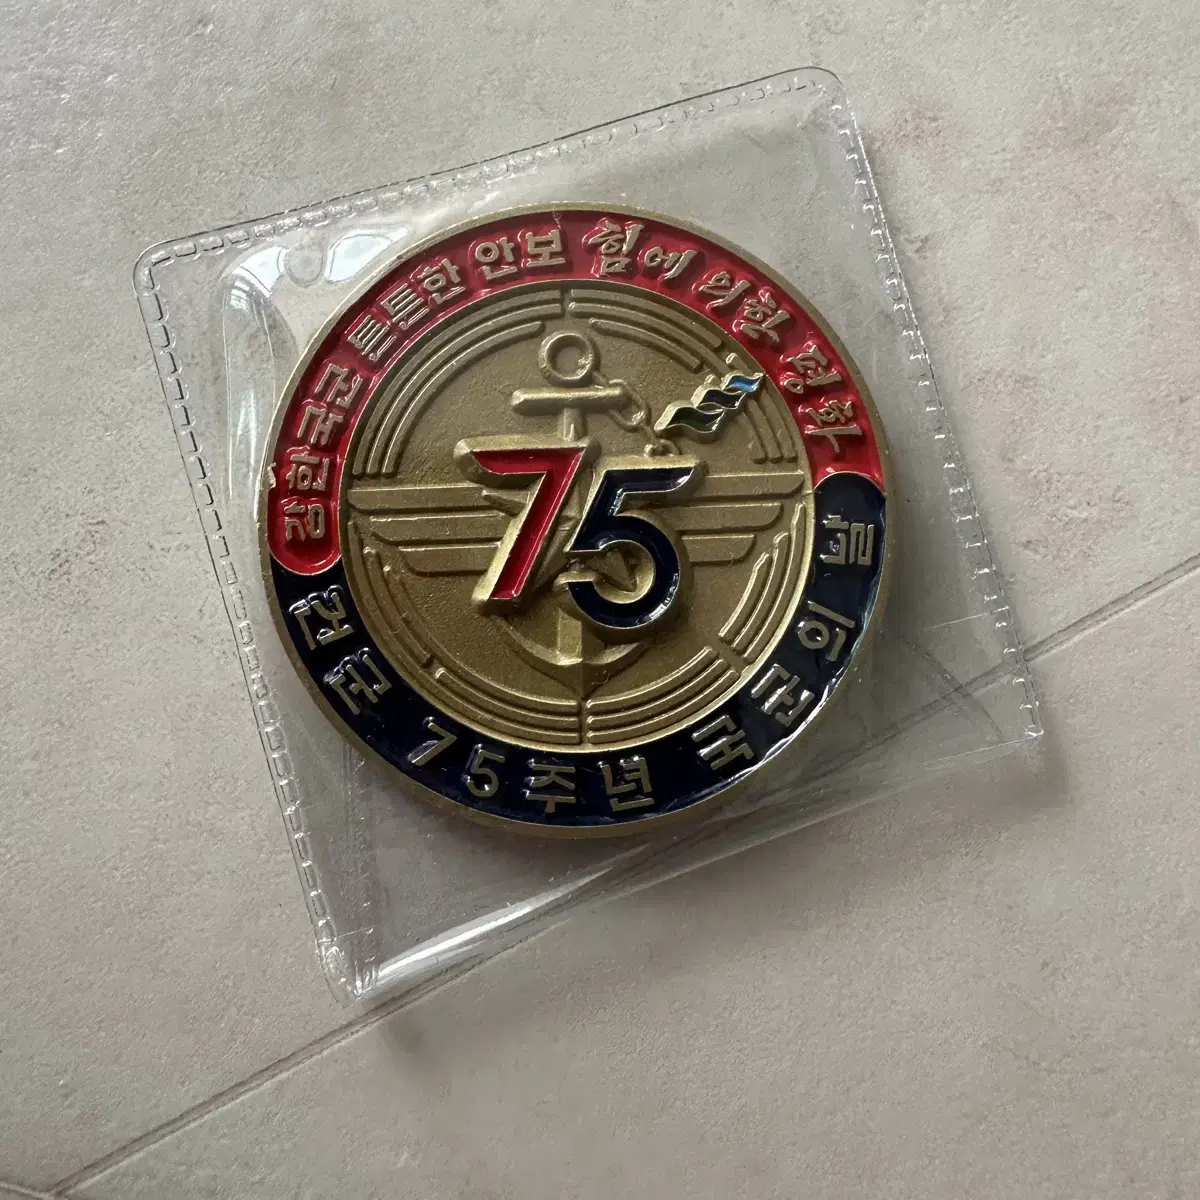 강한국군 튼튼한 안보 힘에 의한 평화
75
건군 75주년 국군의 날